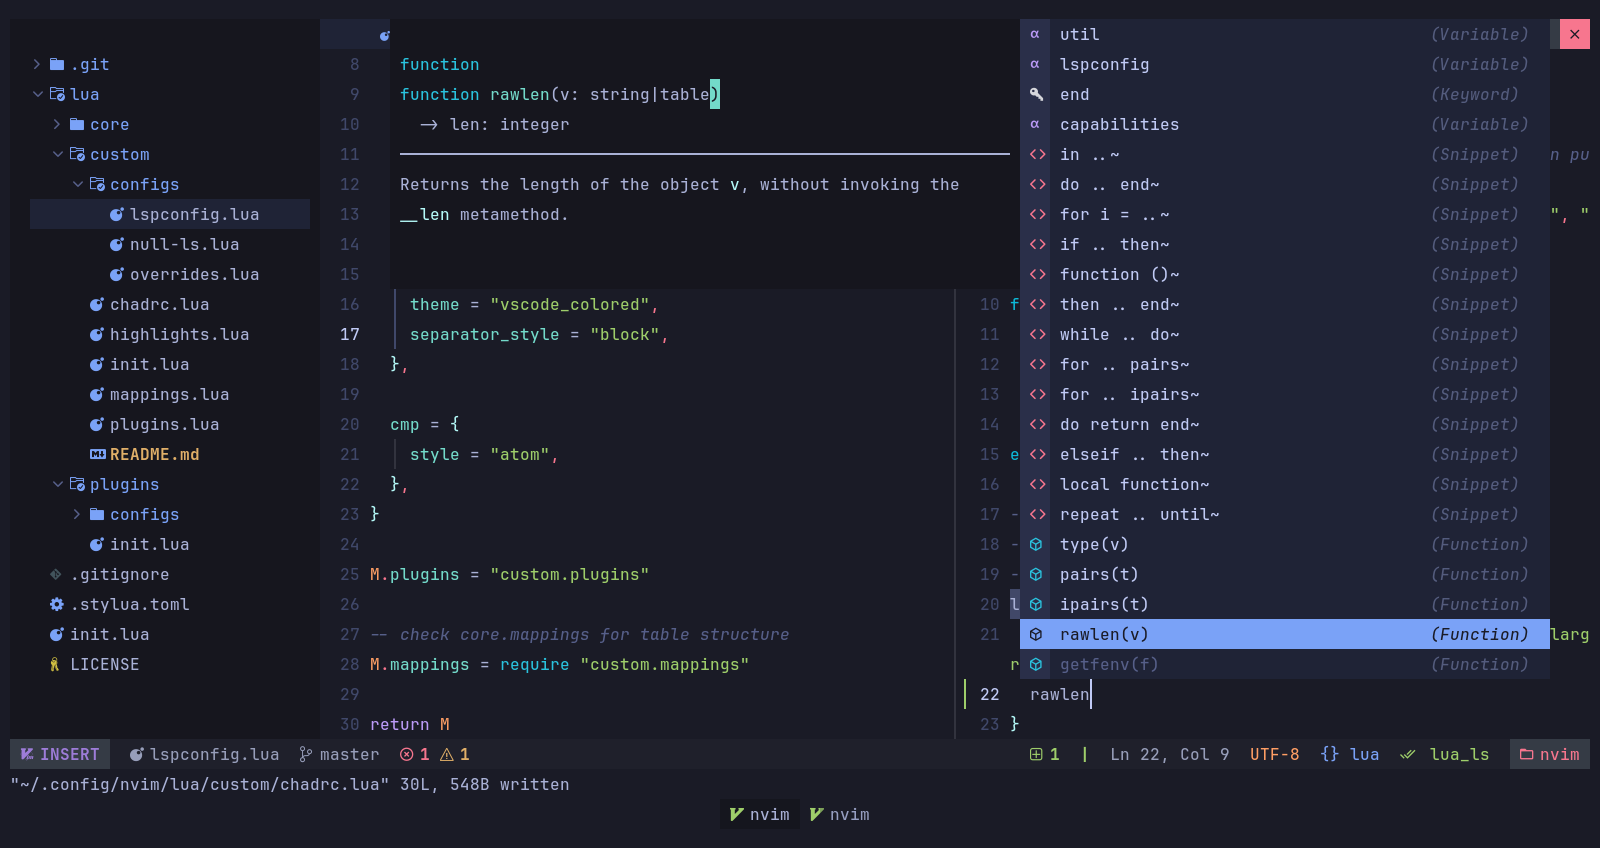 .git
lua
core
custom
configs
lspconfig.lua
null-ls.lua
overrides.lua
chadrc.lua
highlights.lua
init.lua
mappings.lua
plugins.lua
README.md
plugins
configs
init.lua
.gitignore
.stylua.toml
init.lua
LICENSE
8 function
9 function rawlen(v: string|table)
10 -> len: integer
11
12 Returns the length of the object v, without invoking the
13 __len metamethod.
14
15
16 theme = "vscode_colored",
17 separator_style = "block",
18 },
19
20 cmp = {
21 style = "atom",
22 },
23 }
24
25 M.plugins = "custom.plugins"
26
27 -- check core.mappings for table structure
28 M.mappings = require "custom.mappings"
29
30 return M
util (Variable)
lspconfig (Variable)
end (Keyword)
capabilities (Variable)
in ..~ (Snippet) n pu
do .. end~ (Snippet)
for i = ..~ (Snippet) ", "
if .. then~ (Snippet)
function ()~ (Snippet)
10 f then .. end~ (Snippet)
11 while .. do~ (Snippet)
12 for .. pairs~ (Snippet)
13 for .. ipairs~ (Snippet)
14 do return end~ (Snippet)
15 e elseif .. then~ (Snippet)
16 local function~ (Snippet)
17 - repeat .. until~ (Snippet)
18 - type(v) (Function)
19 - pairs(t) (Function)
20 l ipairs(t) (Function)
21 rawlen(v) (Function) larg
r getfenv(f) (Function)
22 rawlen
23 }
INSERT lspconfig.lua master 1 1 1 | Ln 22, Col 9 UTF-8 {} lua lua_ls nvim
"~/.config/nvim/lua/custom/chadrc.lua" 30L, 548B written
nvim nvim